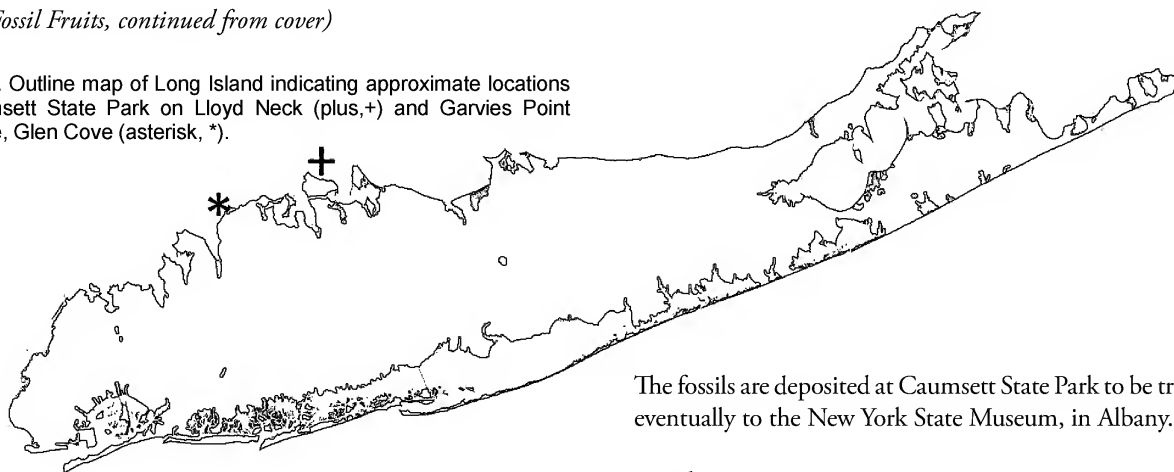 ossil Fruits, continued from cover)
. Outline map of Long Island indicating approximate locations
nsett State Park on Lloyd Neck (plus,+) and Garvies Point
e, Glen Cove (asterisk, *).
+
*
The fossils are deposited at Caumsett State Park to be tr
eventually to the New York State Museum, in Albany.